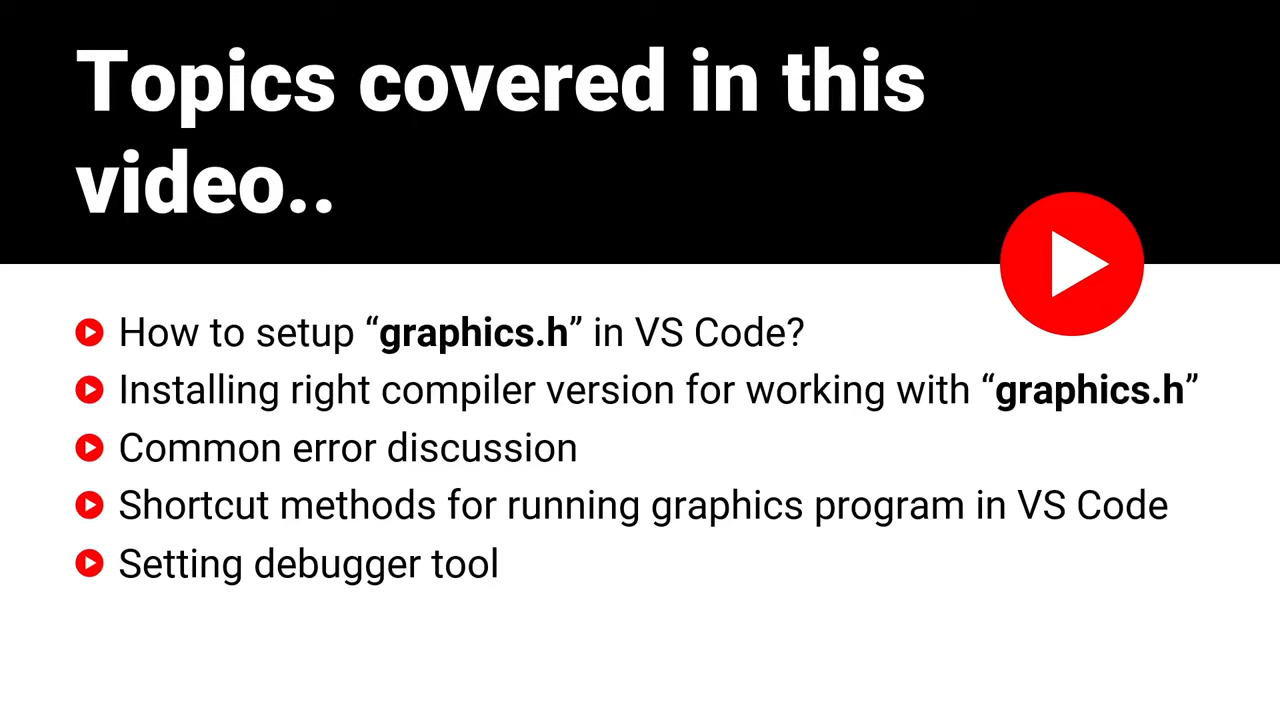 Topics covered in this
video..
How to setup “graphics.h” in VS Code?
Installing right compiler version for working with “graphics.h”
Common error discussion
Shortcut methods for running graphics program in VS Code
Setting debugger tool